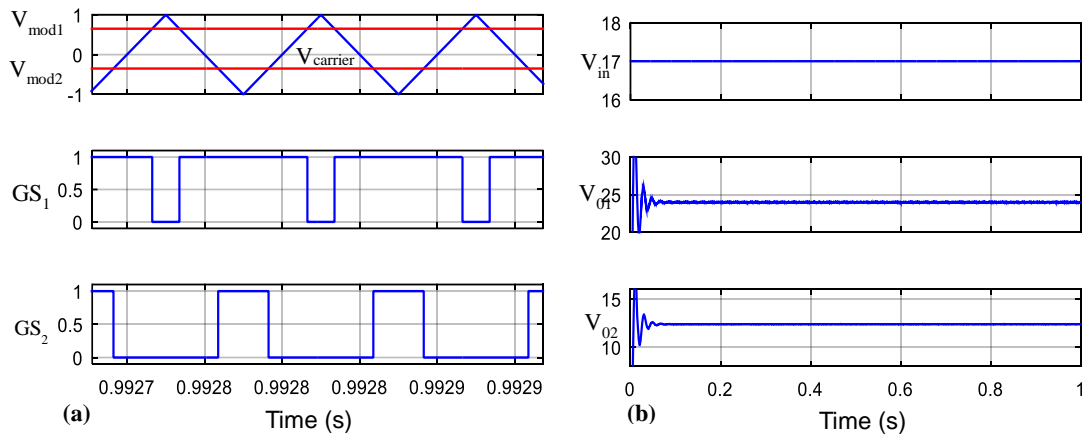 V_mod1
V_mod2
1
0
-1
V_carrier
GS_1
1
0.5
0
GS_2
1
0.5
0
0.9927 0.9928 0.9928 0.9928 0.9929 0.9929
(a)
Time (s)
V_in
18
17
16
V_01
30
25
20
V_02
15
10
0 0.2 0.4 0.6 0.8 1
(b)
Time (s)